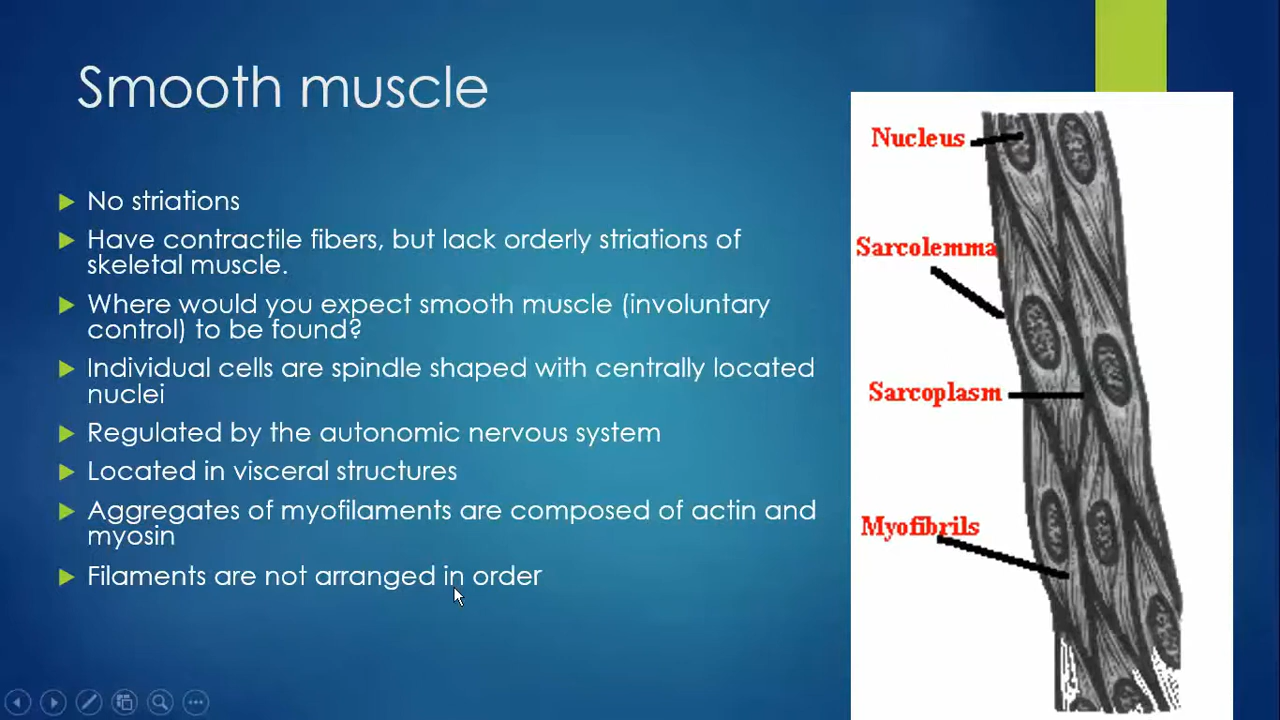 Smooth muscle
No striations
Have contractile fibers, but lack orderly striations of
skeletal muscle.
Where would you expect smooth muscle (involuntary
control) to be found?
Individual cells are spindle shaped with centrally located
nuclei
Regulated by the autonomic nervous system
Located in visceral structures
Aggregates of myofilaments are composed of actin and
myosin
Filaments are not arranged in order
Nucleus
Sarcolemma
Sarcoplasm
Myofibrils